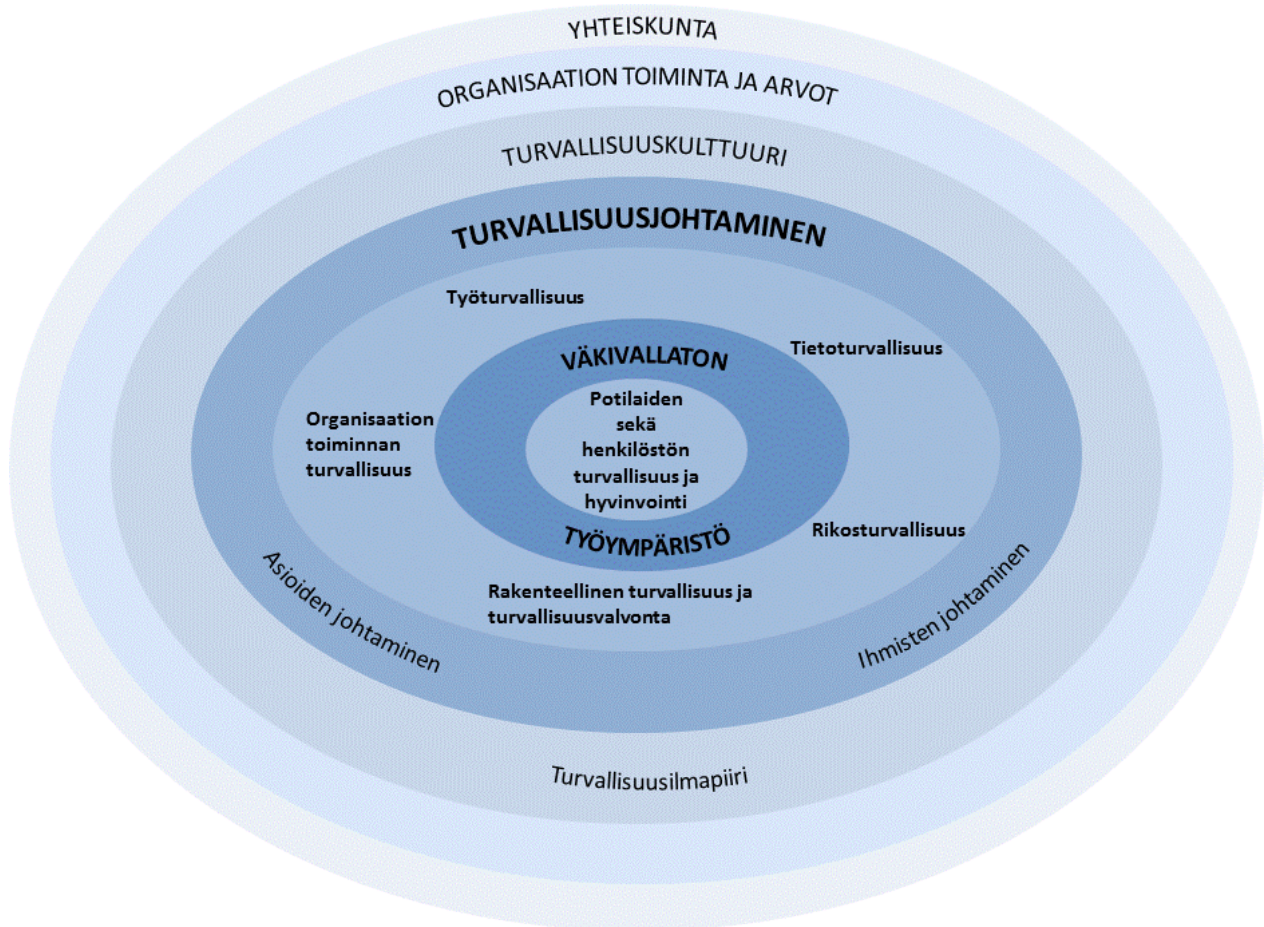 YHTEISKUNTA
ORGANISAATION TOIMINTA JA ARVOT
TURVALLISUUSKULTTUURI
TURVALLISUUSJOHTAMINEN
Työturvallisuus
Tietoturvallisuus
VÄKIVALLATON
Potilaiden
sekä
henkilöstön
turvallisuus ja
hyvinvointi
Organisaation
toiminnan
turvallisuus
TYÖYMPÄRISTÖ
Rikosturvallisuus
Rakenteellinen turvallisuus ja
turvallisuusvalvonta
Asioiden johtaminen
Ihmisten johtaminen
Turvallisuusilmapiiri